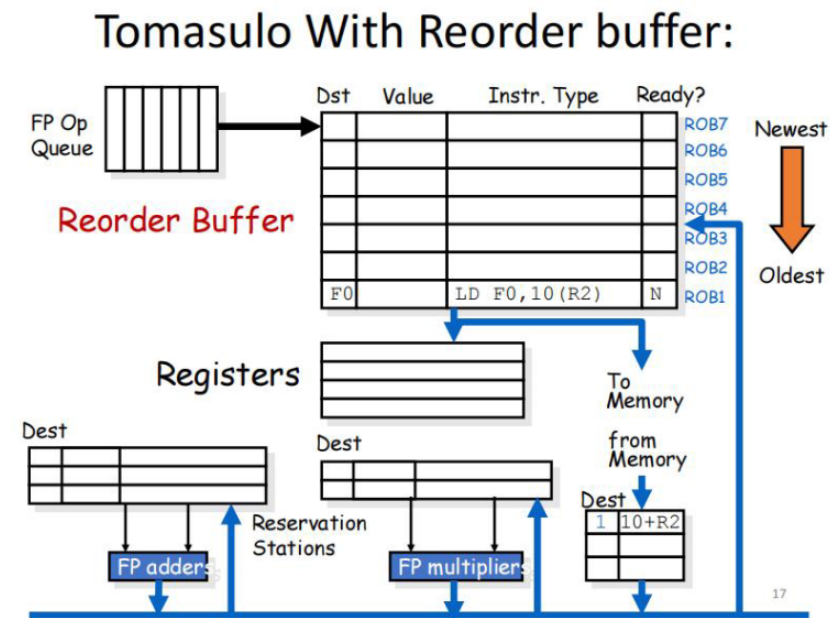 Tomasulo With Reorder buffer:
Dst Value Instr. Type Ready?
FP Op
Queue
ROB7
Newest
ROB6
ROB5
Reorder Buffer
ROB4
ROB3
ROB2
Oldest
F0 LD F0,10(R2) N ROB1
Registers
To
Memory
Dest
Dest
from
Memory
Dest
1 10+R2
Reservation
Stations
FP adders
FP multipliers
17